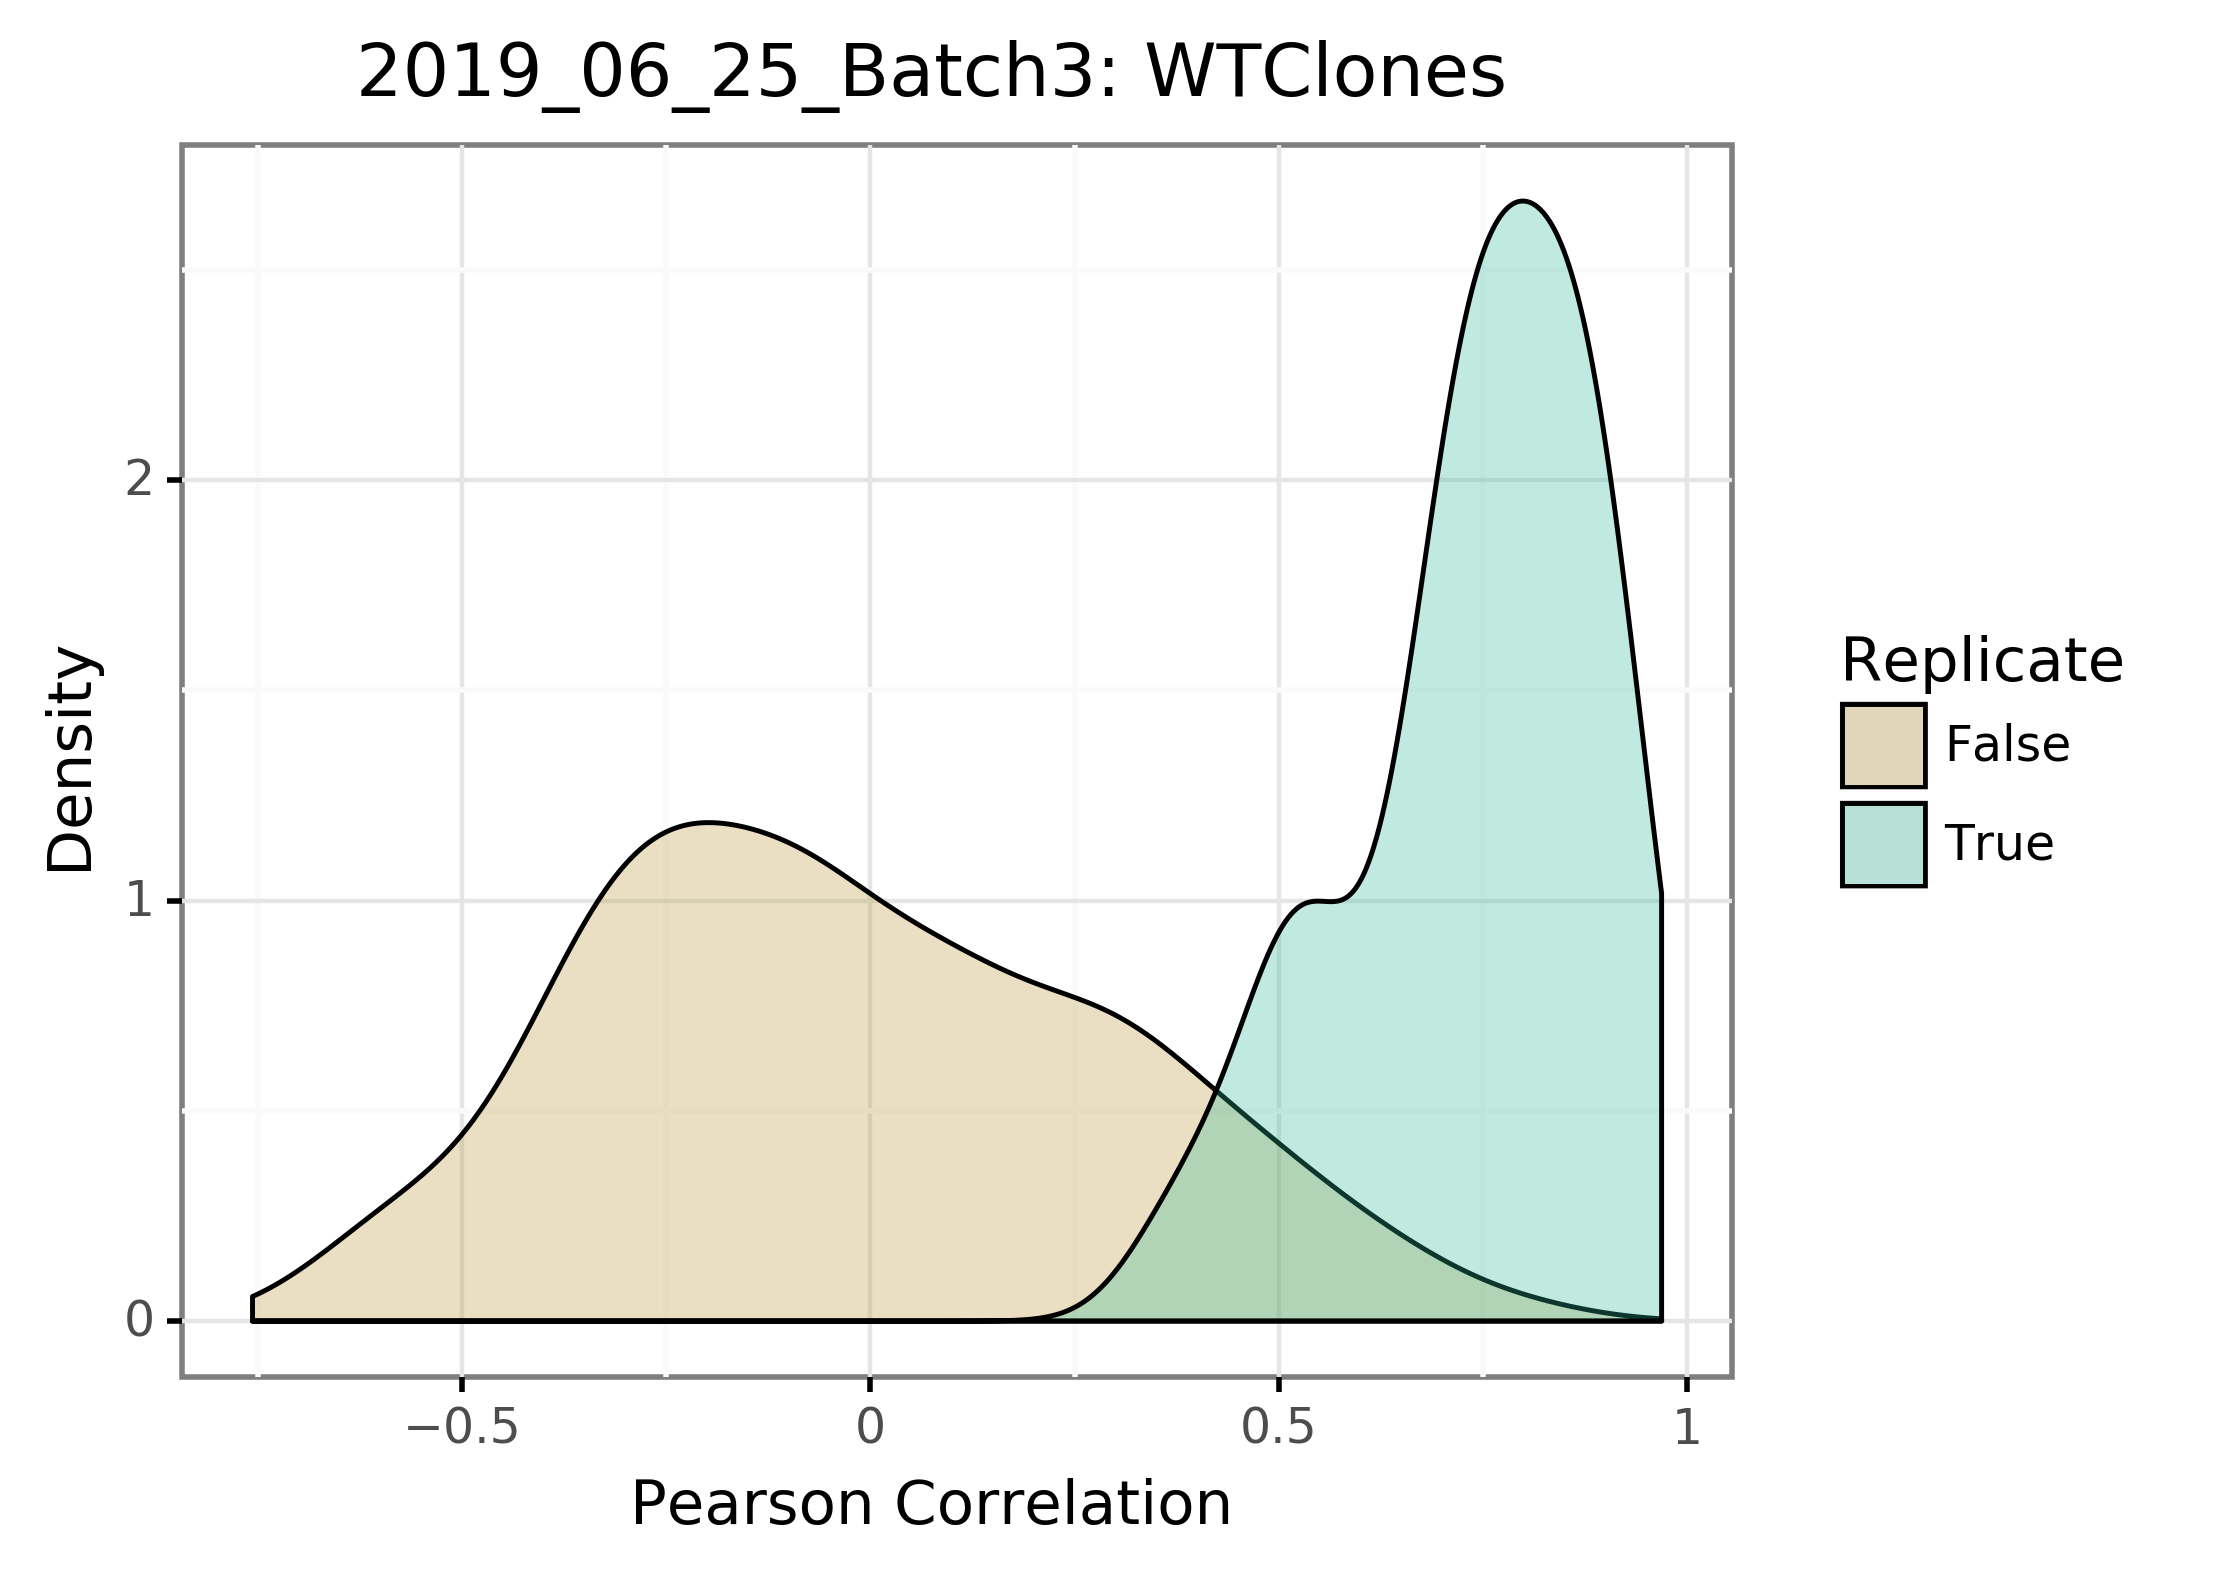 2019_06_25_Batch3: WTClones
Density
2
1
0
−0.5 0 0.5 1
Pearson Correlation
Replicate
False
True